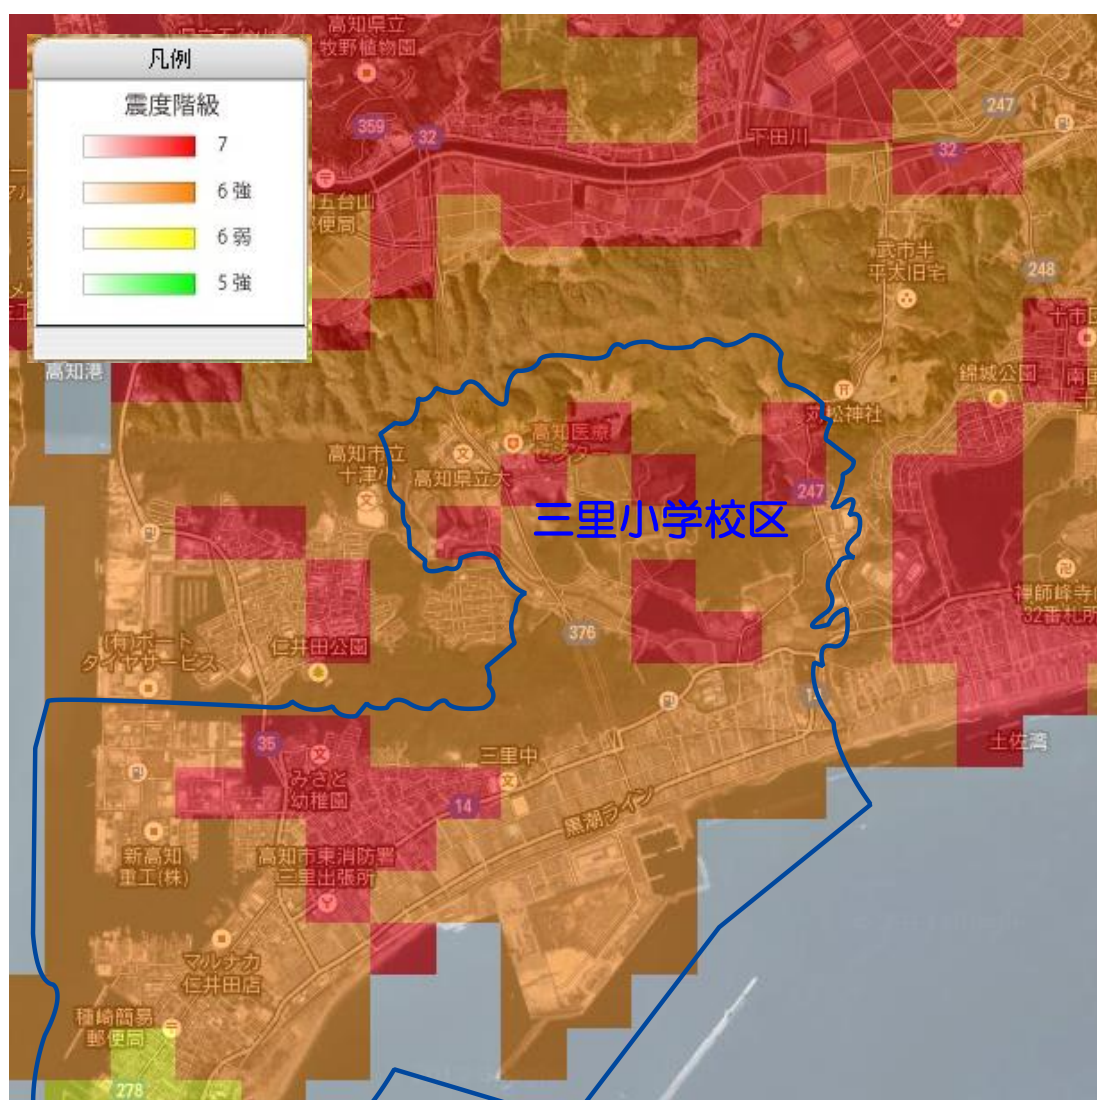 凡例
震度階級
7
6強
6弱
5強
高知県立
牧野植物園
359
32
下田川
247
32
五台山
便局
武市半
平太旧宅
248
十市
高知港
錦城公園
南国
神社
高知医療
センター
高知市立
十津小
高知県立大
247
三里小学校区
禅師峰寺
32番札所
376
(有)ポート
タイヤサービス
仁井田公園
14
35
土佐湾
三里中
みさと
幼稚園
14
黒潮ライン
新高知
重工(株)
高知市東消防署
三里出張所
マルナカ
仁井田店
種崎簡易
郵便局
278